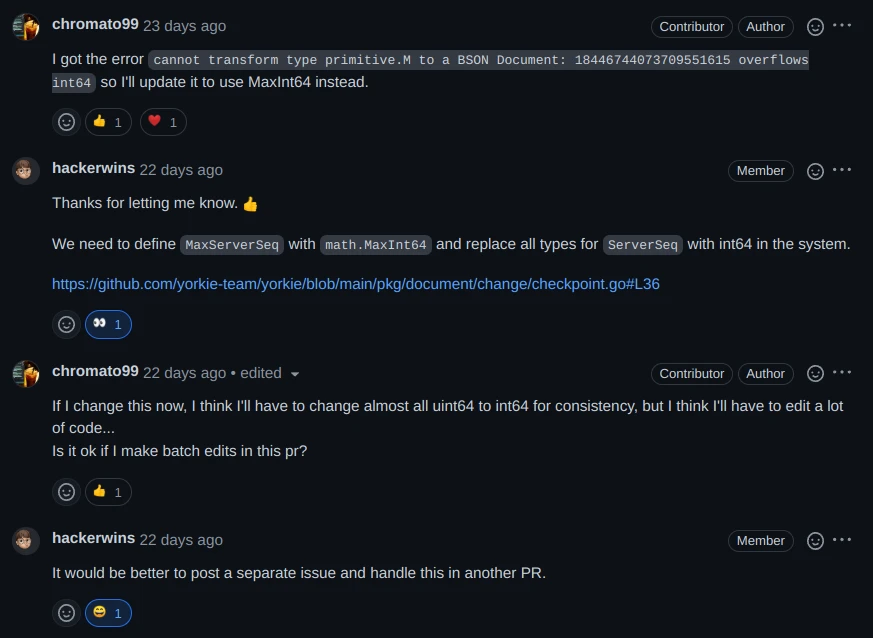 chromato99 23 days ago Contributor Author
I got the error cannot transform type primitive.M to a BSON Document: 18446744073709551615 overflows
int64 so I'll update it to use MaxInt64 instead.
👍 1 ❤️ 1
hackerwins 22 days ago Member
Thanks for letting me know. 👍
We need to define MaxServerSeq with math.MaxInt64 and replace all types for ServerSeq with int64 in the system.
https://github.com/yorkie-team/yorkie/blob/main/pkg/document/change/checkpoint.go#L36
👀 1
chromato99 22 days ago • edited Contributor Author
If I change this now, I think I'll have to change almost all uint64 to int64 for consistency, but I think I'll have to edit a lot
of code...
Is it ok if I make batch edits in this pr?
👍 1
hackerwins 22 days ago Member
It would be better to post a separate issue and handle this in another PR.
😄 1